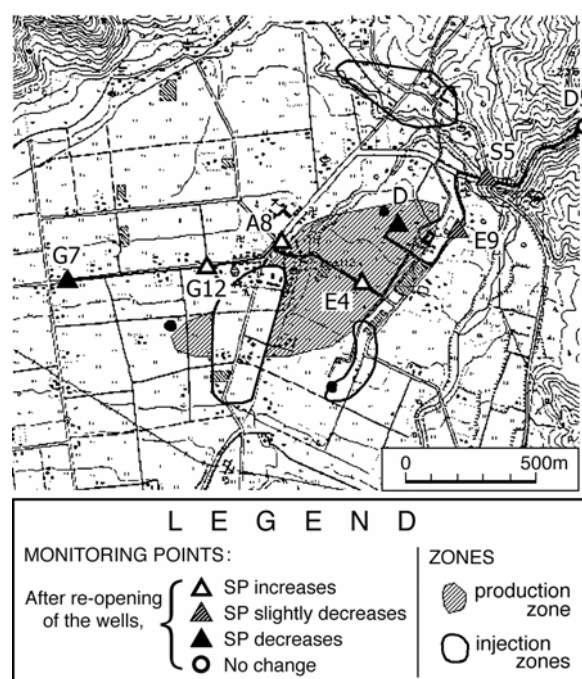 D
S5
D
A8
E9
G7
G12
E4
0 500m
L E G E N D
MONITORING POINTS:
After re-opening
of the wells,
SP increases
SP slightly decreases
SP decreases
No change
ZONES
production
zone
injection
zones